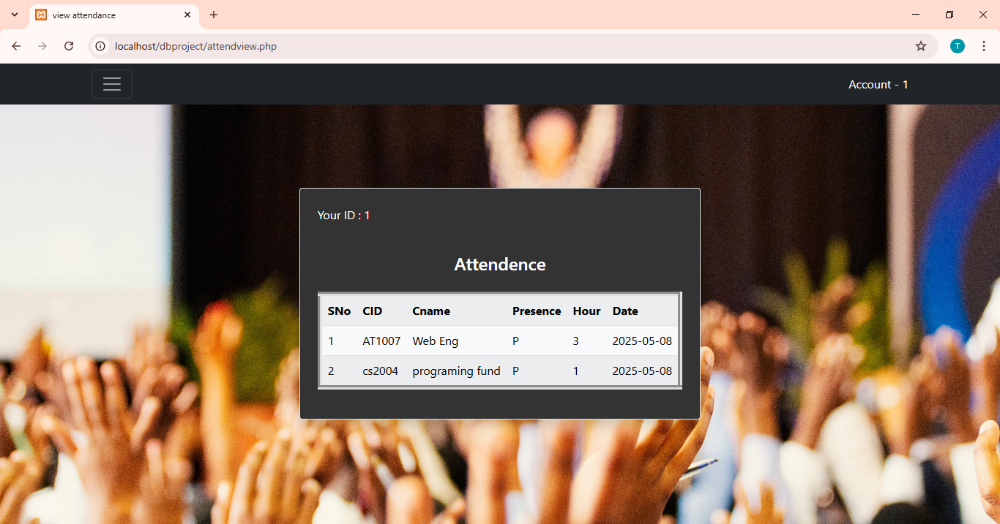 view attendance
localhost/dbproject/attendview.php
T
Account - 1
Your ID : 1
Attendence
SNo CID Cname Presence Hour Date
1 AT1007 Web Eng P 3 2025-05-08
2 cs2004 programing fund P 1 2025-05-08